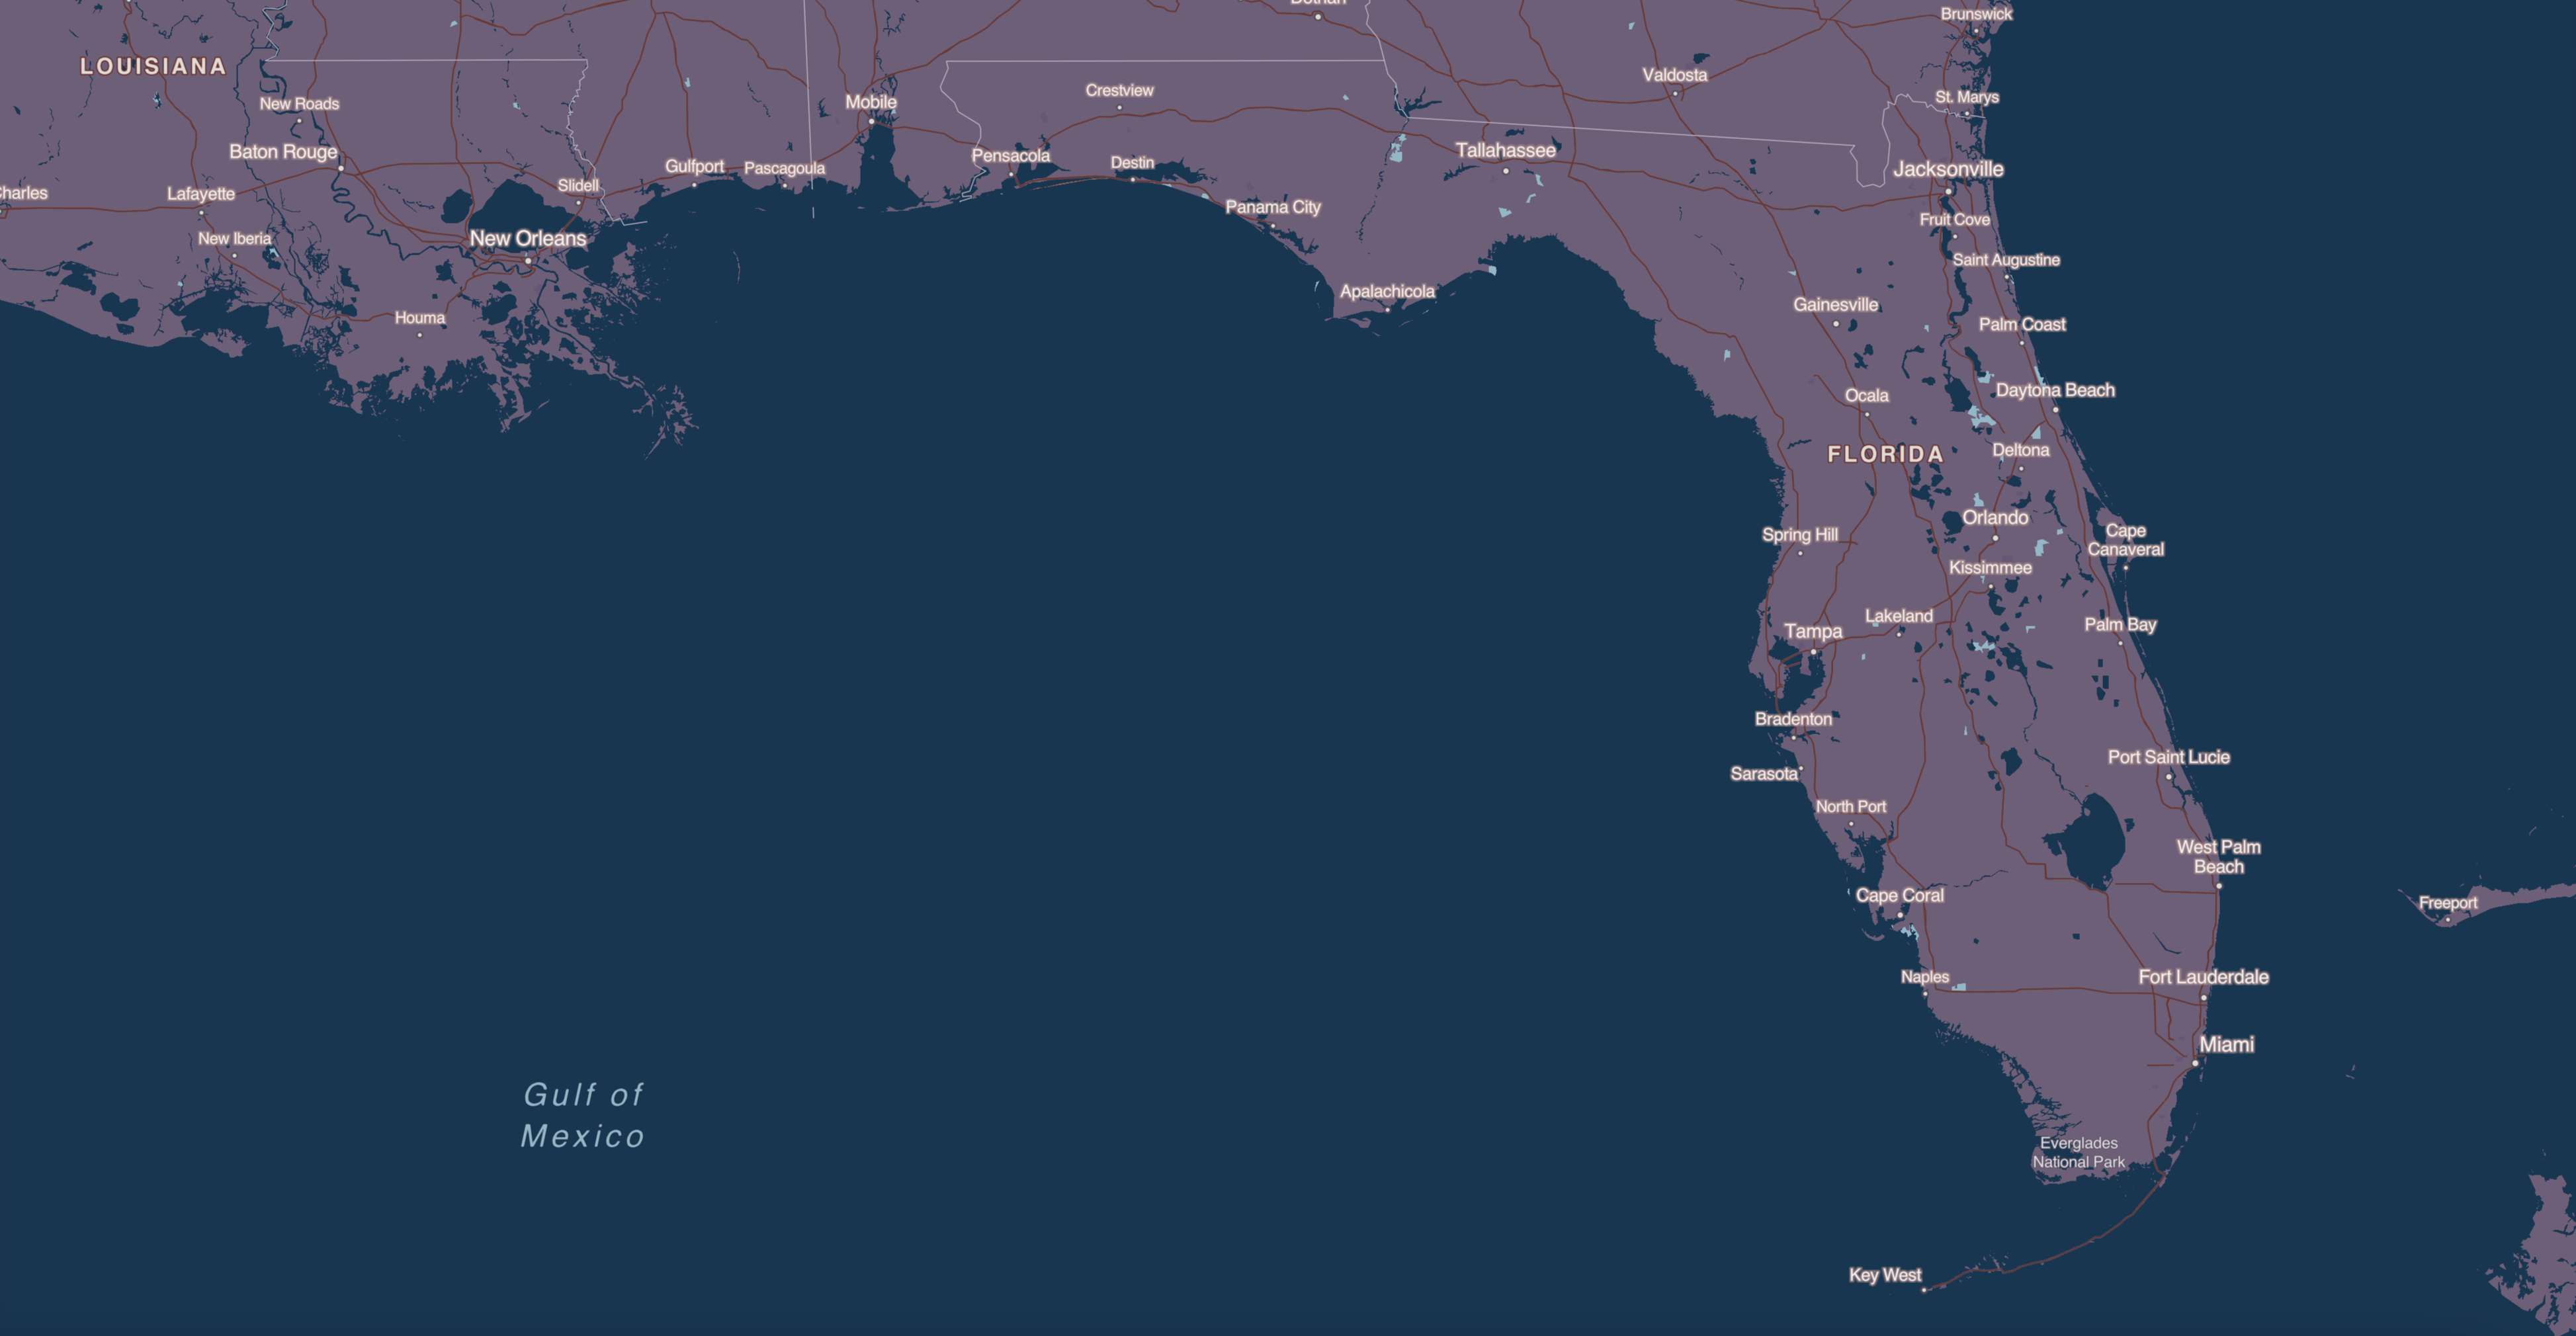 Dothan
Brunswick
LOUISIANA
Valdosta
Crestview
St. Marys
New Roads
Mobile
Baton Rouge
Pensacola
Destin
Tallahassee
Gulfport
Pascagoula
Jacksonville
Slidell
harles
Lafayette
Panama City
Fruit Cove
New Iberia
New Orleans
Saint Augustine
Apalachicola
Gainesville
Houma
Palm Coast
Daytona Beach
Ocala
FLORIDA
Deltona
Orlando
Spring Hill
Cape
Canaveral
Kissimmee
Lakeland
Palm Bay
Tampa
Bradenton
Port Saint Lucie
Sarasota
North Port
West Palm
Beach
Cape Coral
Freeport
Naples
Fort Lauderdale
Miami
Gulf of
Mexico
Everglades
National Park
Key West